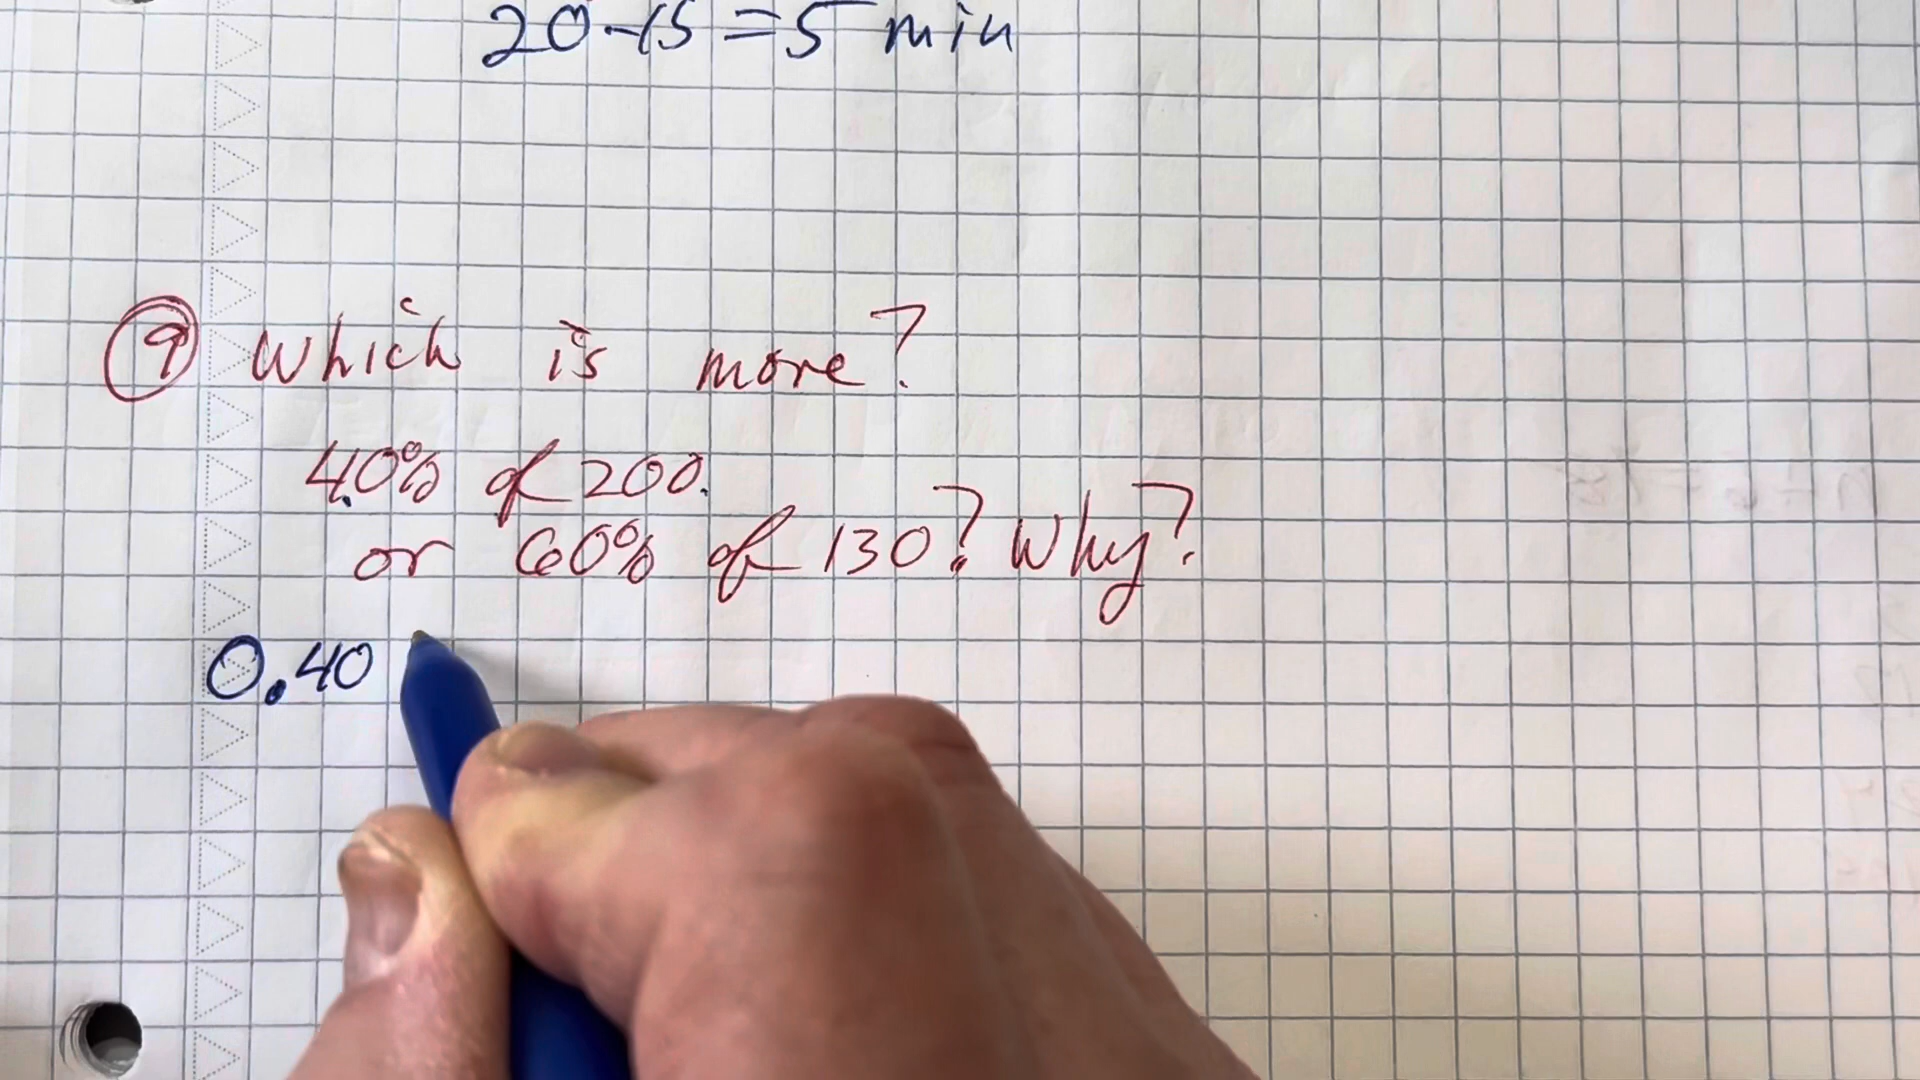 20-15=5 min
9 Which is more?
40% of 200.
or 60% of 130? Why?
0.40